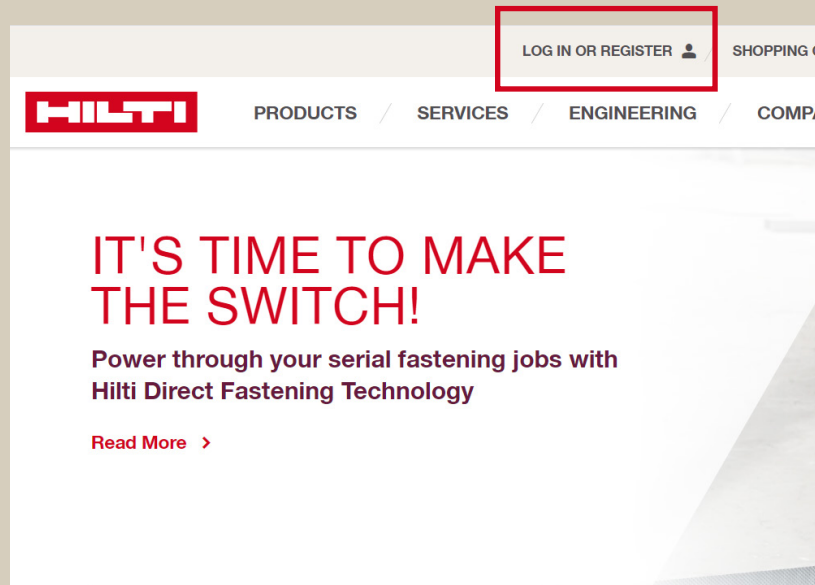 LOG IN OR REGISTER
SHOPPING
HILTI
PRODUCTS / SERVICES / ENGINEERING /
IT'S TIME TO MAKE
THE SWITCH!
Power through your serial fastening jobs with
Hilti Direct Fastening Technology
Read More >